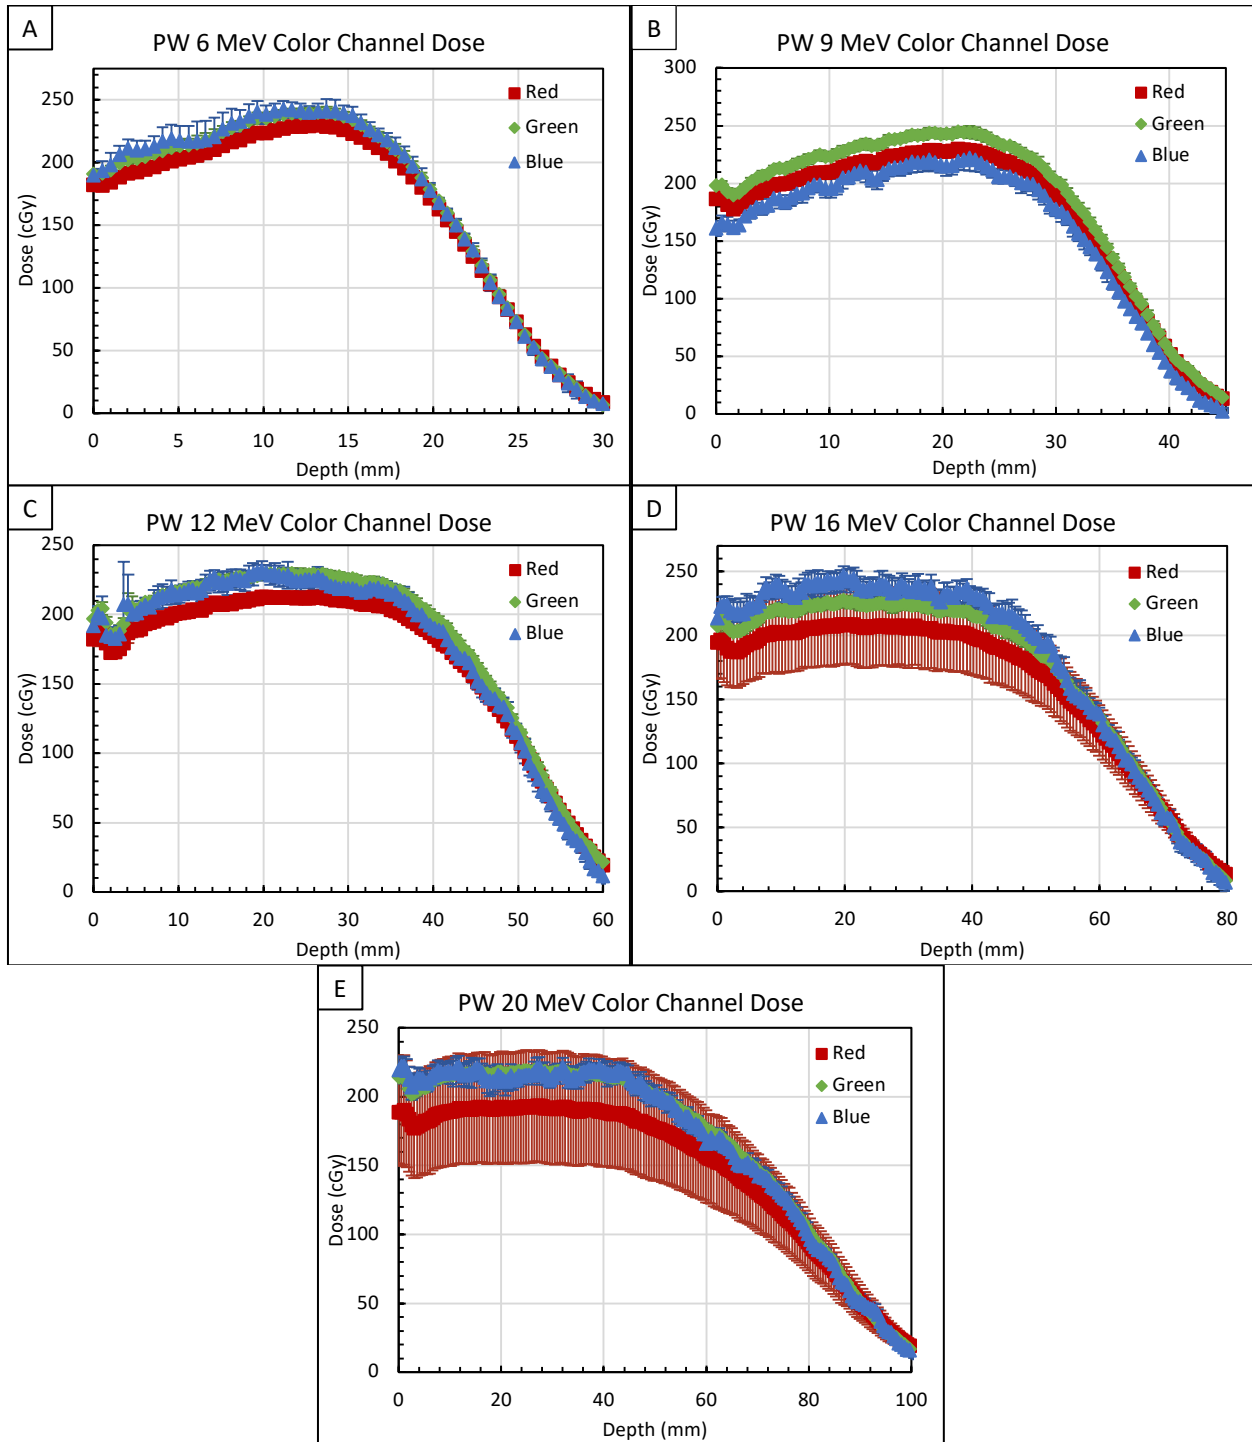 A
PW 6 MeV Color Channel Dose
Dose (cGy)
250
200
150
100
50
0
Red
Green
Blue
0 5 10 15 20 25 30
Depth (mm)
B
PW 9 MeV Color Channel Dose
Dose (cGy)
300
250
200
150
100
50
0
Red
Green
Blue
0 10 20 30 40
Depth (mm)
C
PW 12 MeV Color Channel Dose
Dose (cGy)
250
200
150
100
50
0
Red
Green
Blue
0 10 20 30 40 50 60
Depth (mm)
D
PW 16 MeV Color Channel Dose
Dose (cGy)
250
200
150
100
50
0
Red
Green
Blue
0 20 40 60 80
Depth (mm)
E
PW 20 MeV Color Channel Dose
Dose (cGy)
250
200
150
100
50
0
Red
Green
Blue
0 20 40 60 80 100
Depth (mm)